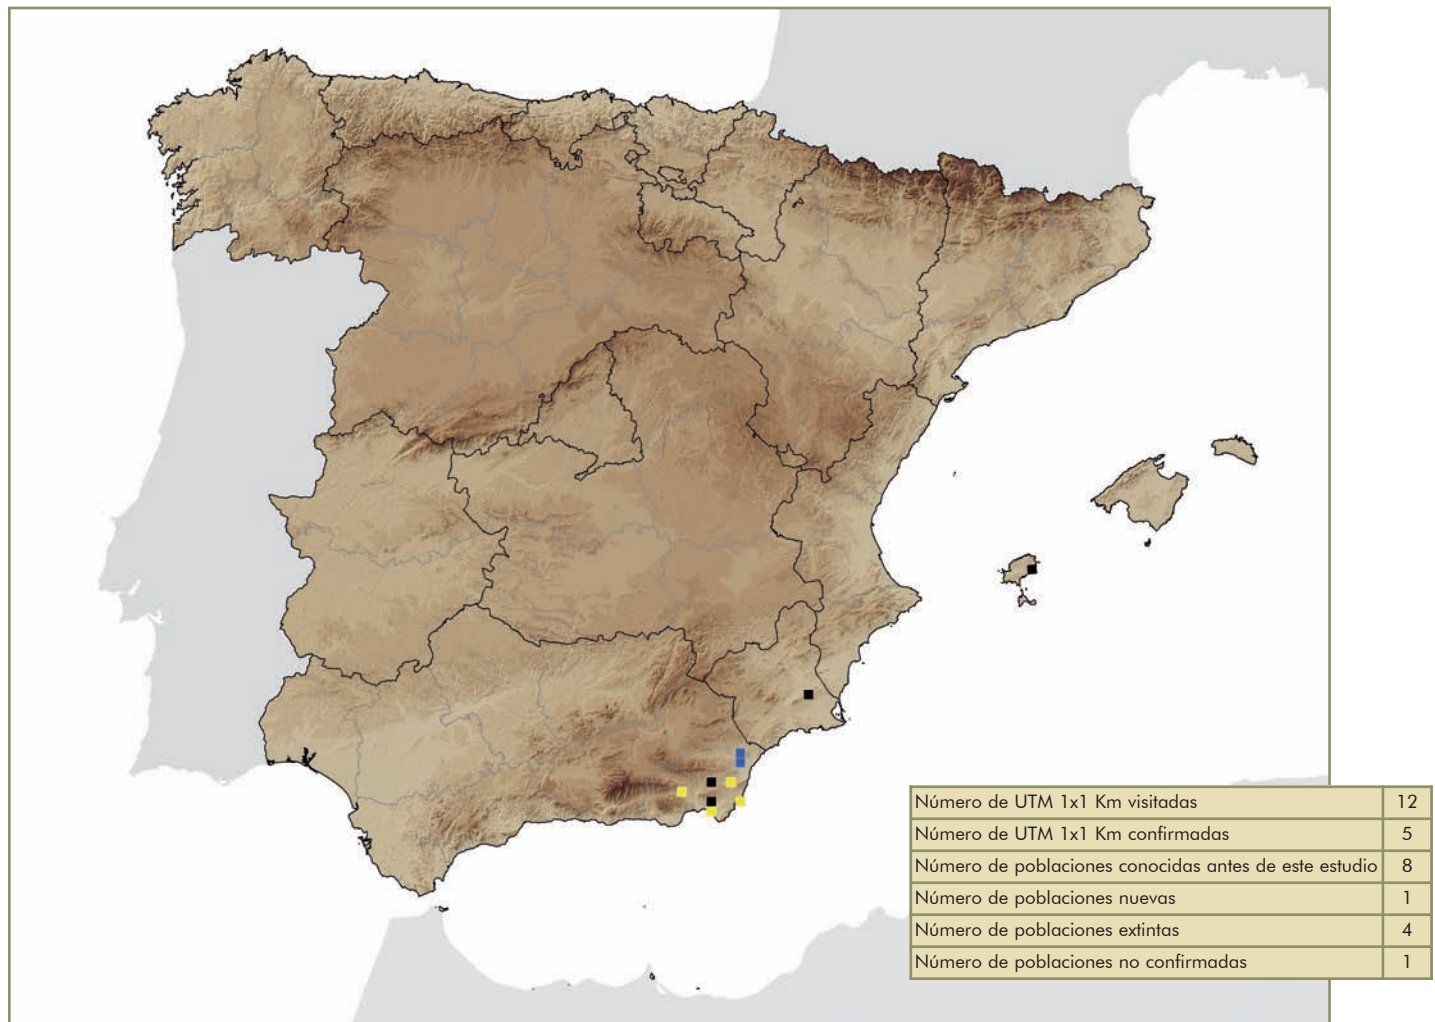 Número de UTM 1x1 Km visitadas 12
Número de UTM 1x1 Km confirmadas 5
Número de poblaciones conocidas antes de este estudio 8
Número de poblaciones nuevas 1
Número de poblaciones extintas 4
Número de poblaciones no confirmadas 1